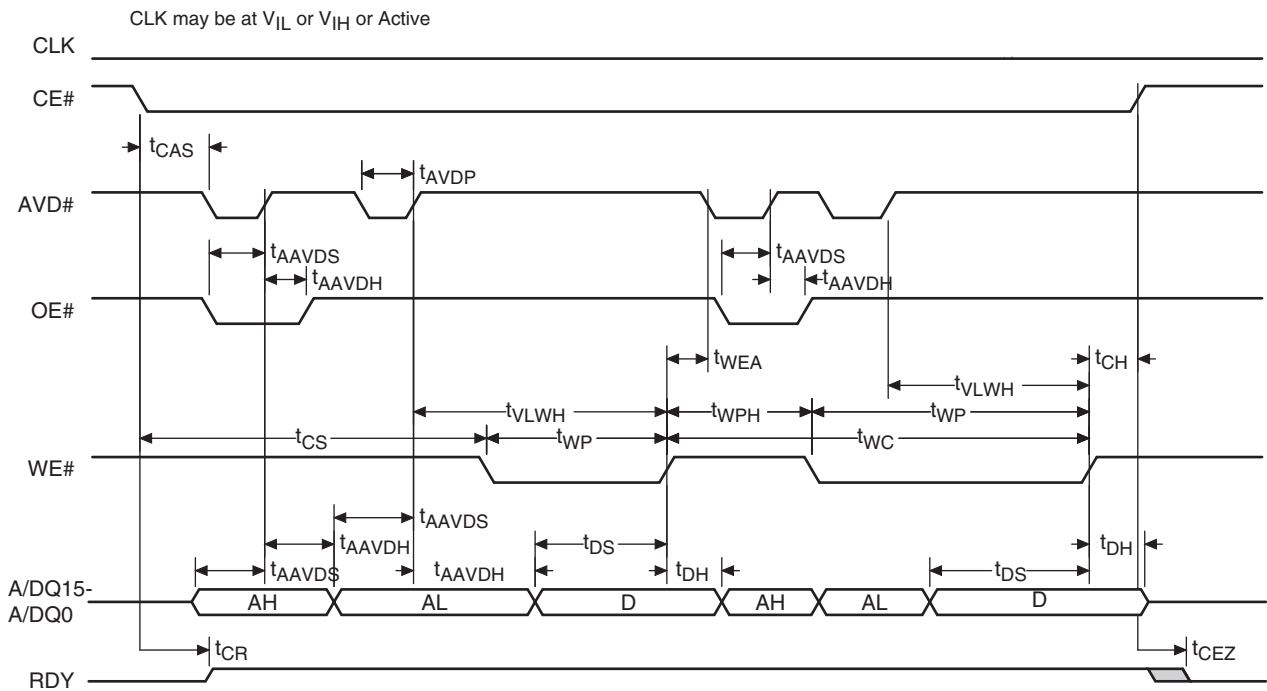 CLK may be at VIL or VIH or Active
CLK
CE#
tCAS
tAVDP
AVD#
tAAVDS
tAAVDS
tAAVDH
tAAVDH
OE#
tWEA
tCH
tVLWH
tVLWH
tWPH
tWP
tCS
tWP
tWC
WE#
tAAVDS
tAAVDH
tDS
tDH
tAAVDS
tAAVDH
tDH
tDS
A/DQ15-
A/DQ0
AH
AL
D
AH
AL
D
tCR
tCEZ
RDY